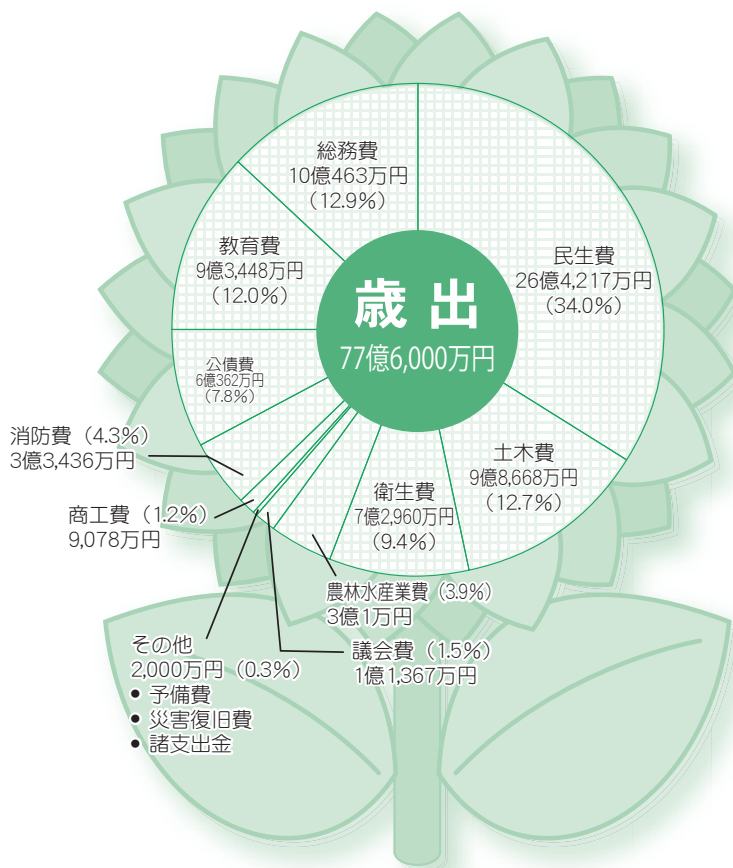 歳出
77億6,000万円
民生費
26億4,217万円
(34.0%)
土木費
9億8,668万円
(12.7%)
衛生費
7億2,960万円
(9.4%)
農林水産業費(3.9%)
3億1万円
議会費(1.5%)
1億1,367万円
その他
2,000万円(0.3%)
• 予備費
• 災害復旧費
• 諸支出金
商工費(1.2%)
9,078万円
消防費(4.3%)
3億3,436万円
公債費
6億362万円
(7.8%)
教育費
9億3,448万円
(12.0%)
総務費
10億463万円
(12.9%)